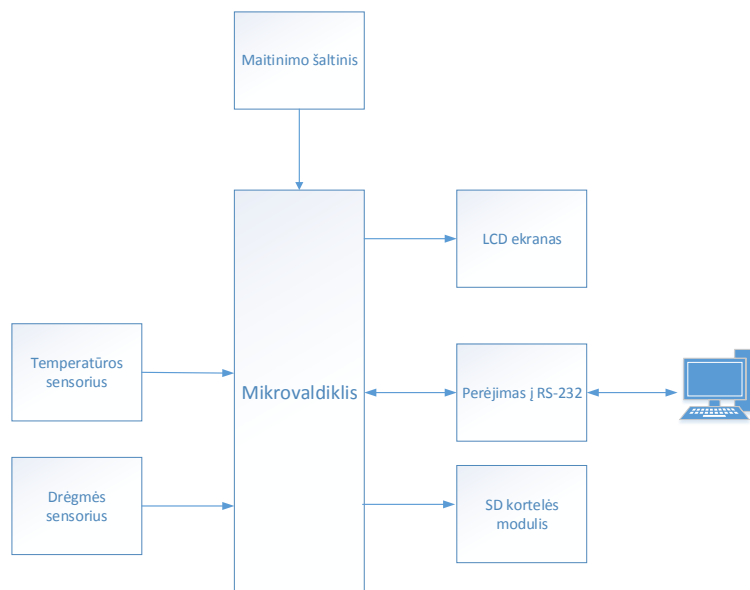 Maitinimo šaltinis
LCD ekranas
Temperatūros
sensorius
Mikrovaldiklis
Perėjimas į RS-232
Drėgmės
sensorius
SD kortelės
modulis